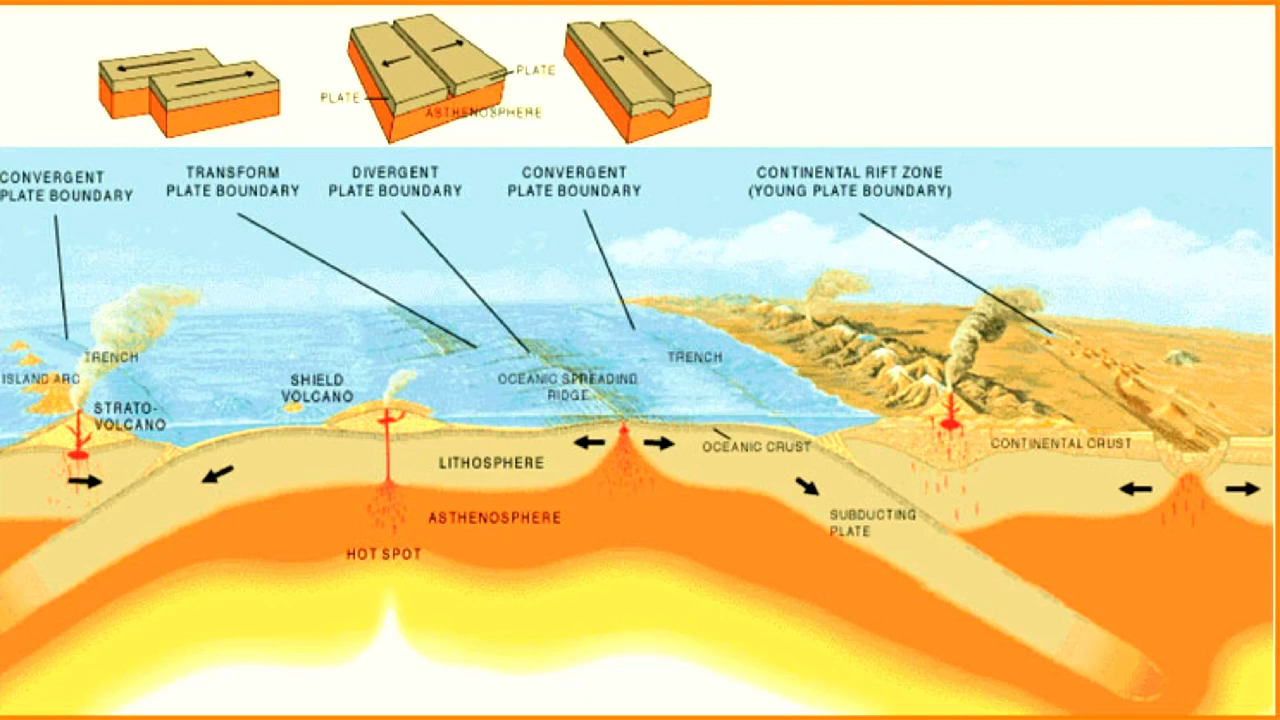 PLATE
PLATE
ASTHENOSPHERE
CONVERGENT
PLATE BOUNDARY
TRANSFORM
PLATE BOUNDARY
DIVERGENT
PLATE BOUNDARY
CONVERGENT
PLATE BOUNDARY
CONTINENTAL RIFT ZONE
(YOUNG PLATE BOUNDARY)
TRENCH
ISLAND ARC
STRATO-
VOLCANO
SHIELD
VOLCANO
OCEANIC SPREADING
RIDGE
TRENCH
OCEANIC CRUST
CONTINENTAL CRUST
LITHOSPHERE
ASTHENOSPHERE
SUBDUCTING
PLATE
HOT SPOT